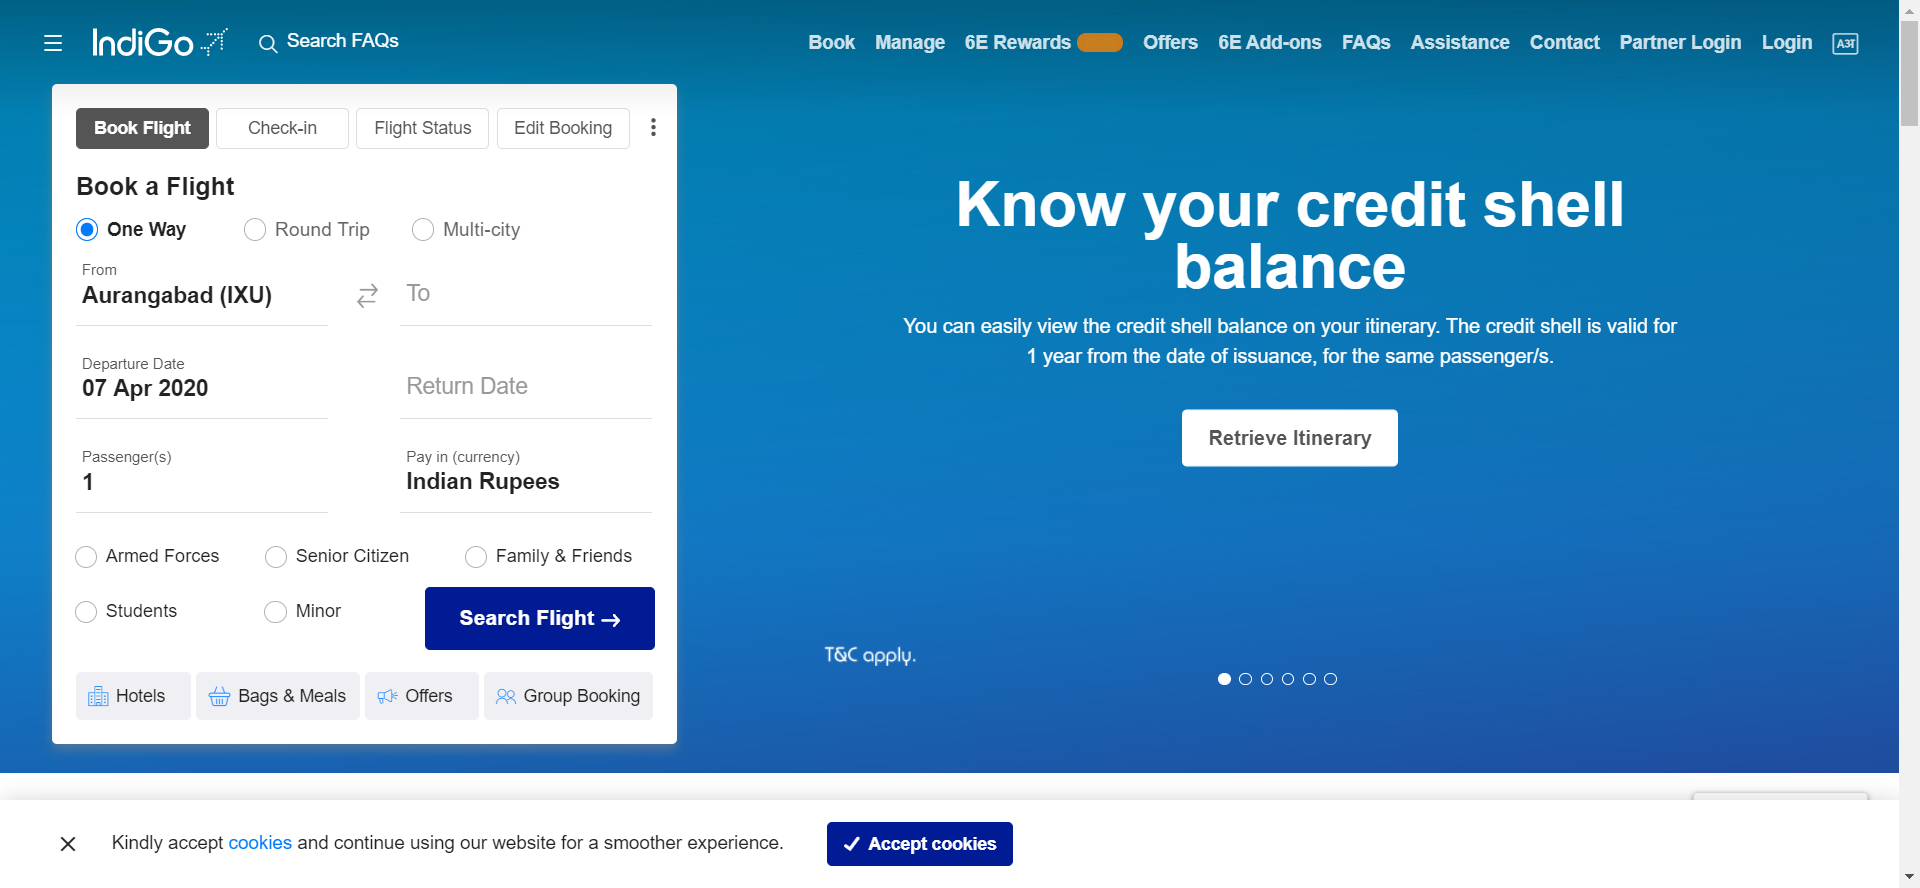 IndiGo
Search FAQs
Book Manage 6E Rewards Offers 6E Add-ons FAQs Assistance Contact Partner Login Login
Book Flight Check-in Flight Status Edit Booking
Book a Flight
One Way Round Trip Multi-city
From
Aurangabad (IXU)
To
Departure Date
07 Apr 2020
Return Date
Passenger(s)
1
Pay in (currency)
Indian Rupees
Armed Forces Senior Citizen Family & Friends
Students Minor
Search Flight
Hotels Bags & Meals Offers Group Booking
Know your credit shell
balance
You can easily view the credit shell balance on your itinerary. The credit shell is valid for
1 year from the date of issuance, for the same passenger/s.
Retrieve Itinerary
T&C apply.
Kindly accept cookies and continue using our website for a smoother experience.
Accept cookies